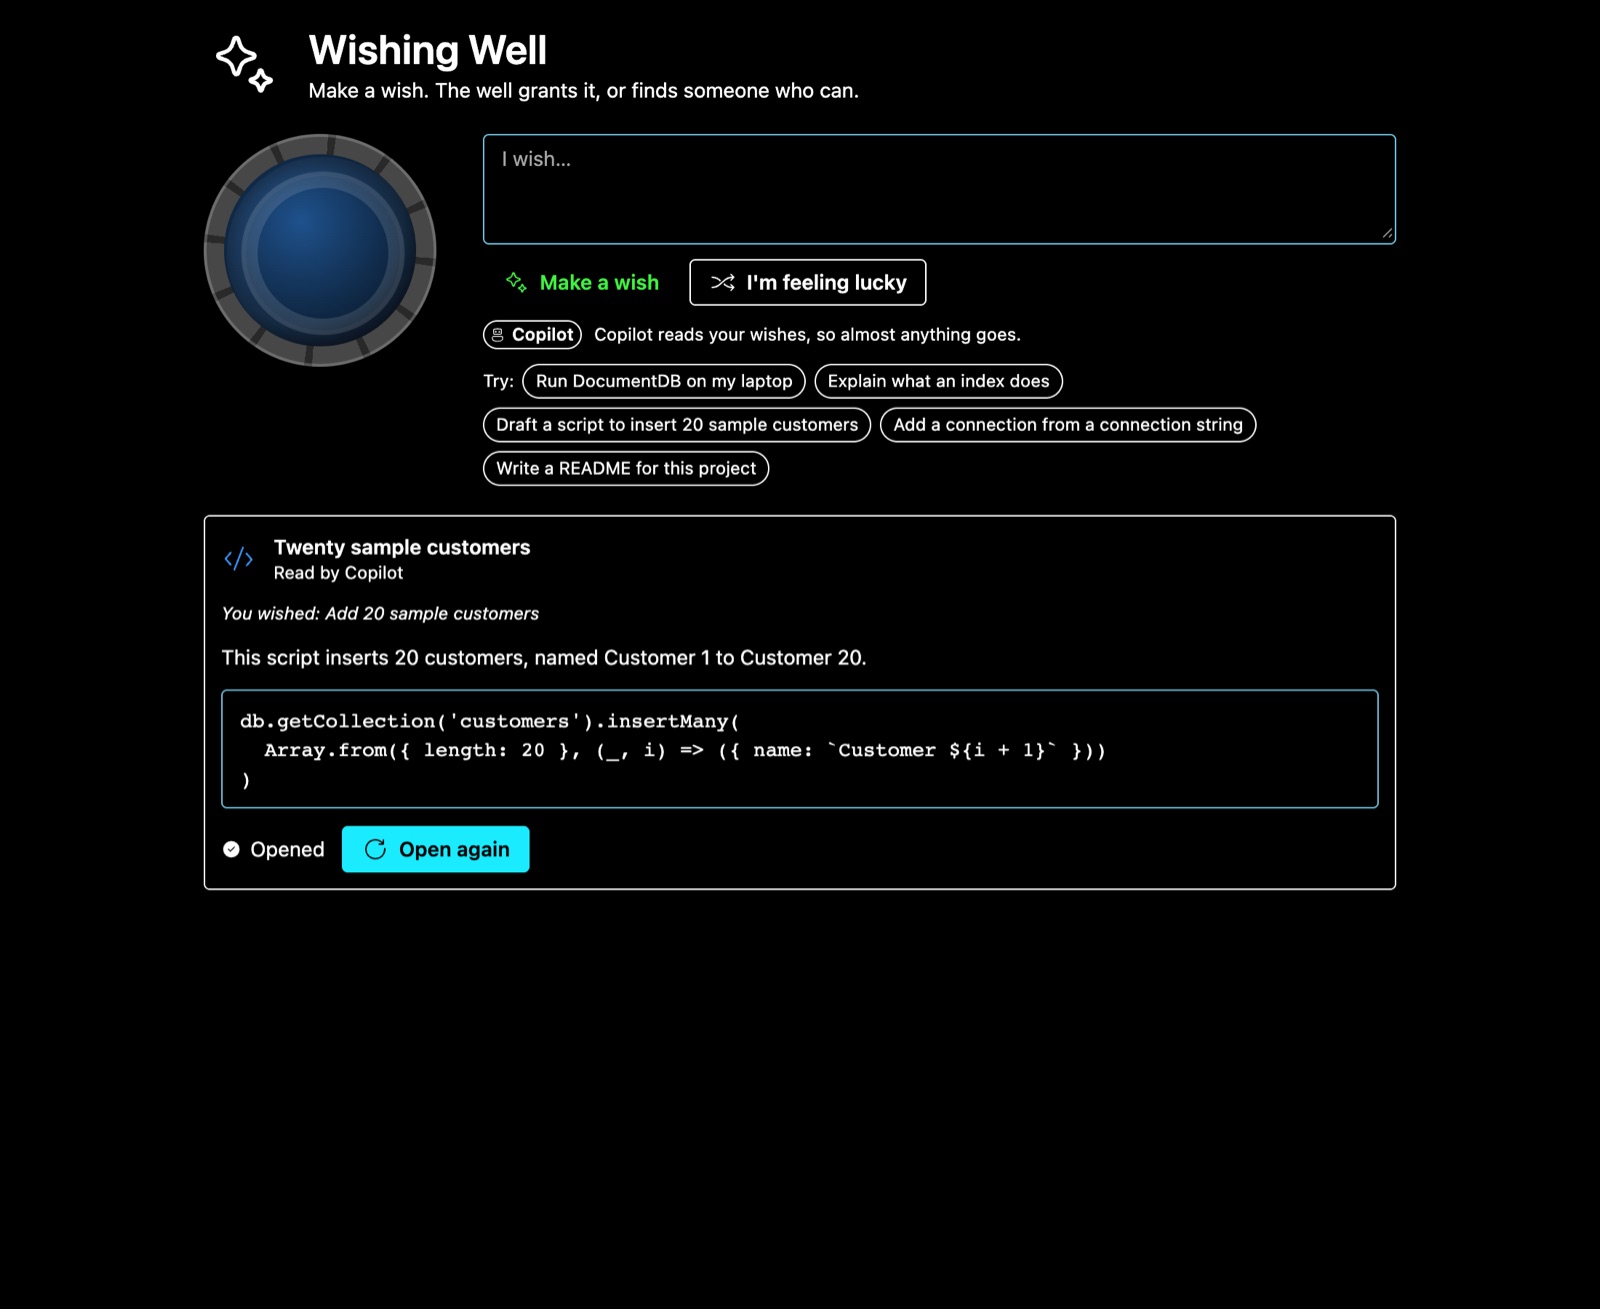 Wishing Well
Make a wish. The well grants it, or finds someone who can.
I wish...
Make a wish
I'm feeling lucky
Copilot
Copilot reads your wishes, so almost anything goes.
Try:
Run DocumentDB on my laptop
Explain what an index does
Draft a script to insert 20 sample customers
Add a connection from a connection string
Write a README for this project
Twenty sample customers
Read by Copilot
You wished: Add 20 sample customers
This script inserts 20 customers, named Customer 1 to Customer 20.
db.getCollection('customers').insertMany(
  Array.from({ length: 20 }, (_, i) => ({ name: `Customer ${i + 1}` }))
)
Opened
Open again